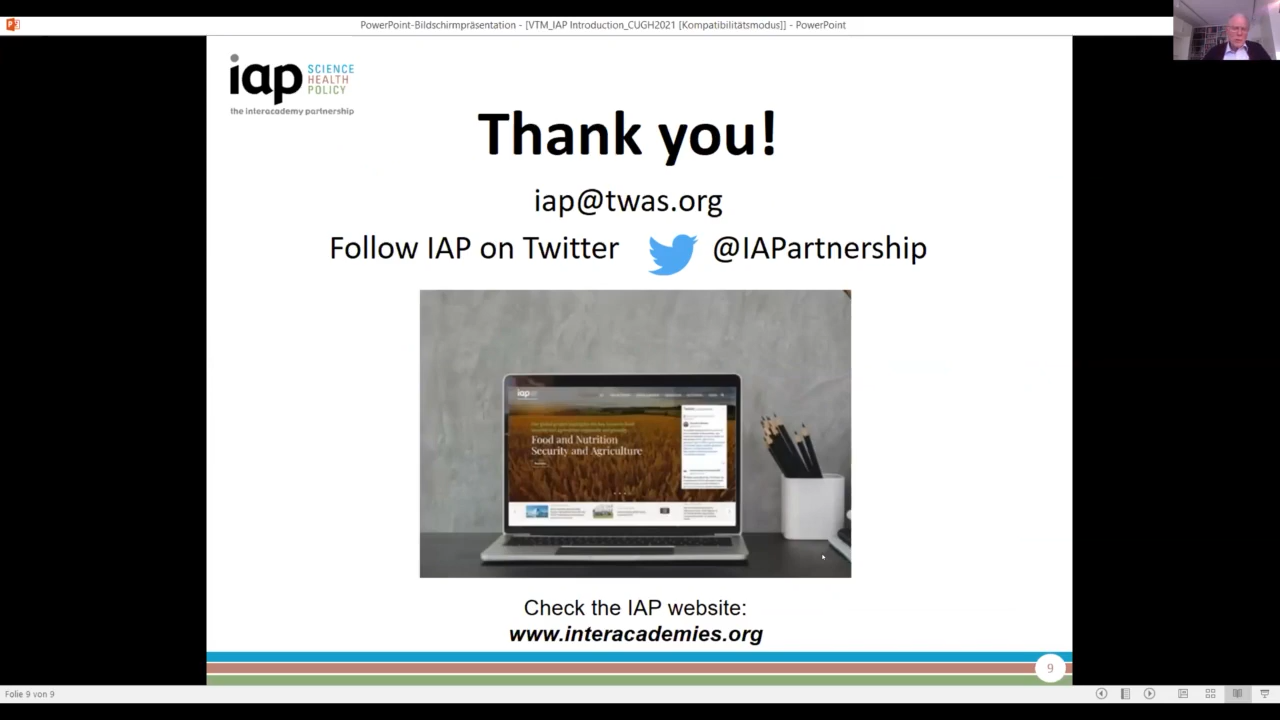 PowerPoint-Bildschirmpräsentation - [VTM_IAP Introduction_CUGH2021 [Kompatibilitätsmodus]] - PowerPoint
iap SCIENCE
HEALTH
POLICY
the interacademy partnership
Thank you!
iap@twas.org
Follow IAP on Twitter @IAPartnership
iap
Food and Nutrition
Security and Agriculture
Check the IAP website:
www.interacademies.org
9
Folie 9 von 9